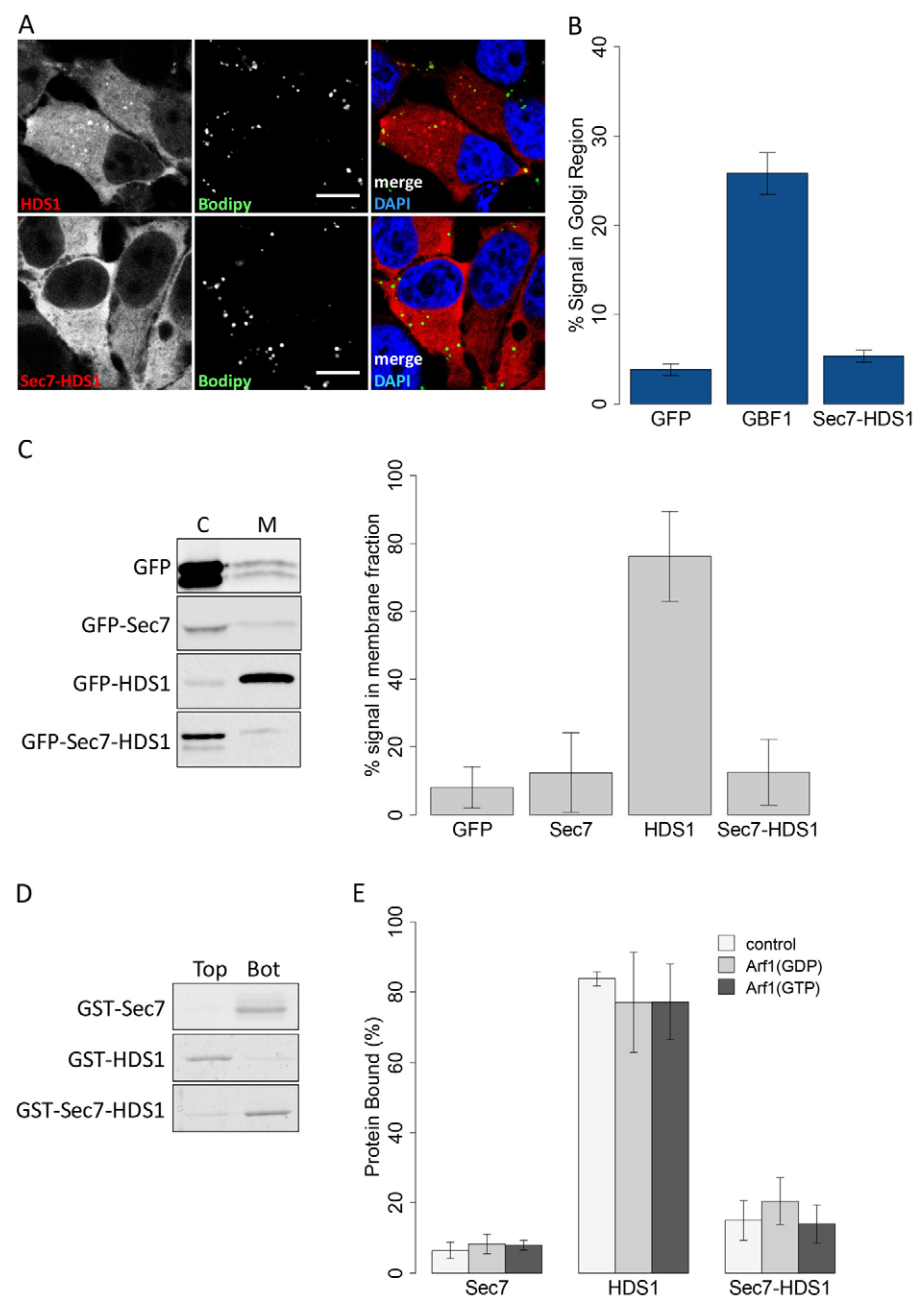 A
HDS1
Bodipy
merge
DAPI
Sec7-HDS1
Bodipy
merge
DAPI
B
% Signal in Golgi Region
0
10
20
30
40
GFP
GBF1
Sec7-HDS1
C
C
M
GFP
GFP-Sec7
GFP-HDS1
GFP-Sec7-HDS1
% signal in membrane fraction
0
20
40
60
80
100
GFP
Sec7
HDS1
Sec7-HDS1
D
Top
Bot
GST-Sec7
GST-HDS1
GST-Sec7-HDS1
E
Protein Bound (%)
0
20
40
60
80
100
control
Arf1(GDP)
Arf1(GTP)
Sec7
HDS1
Sec7-HDS1